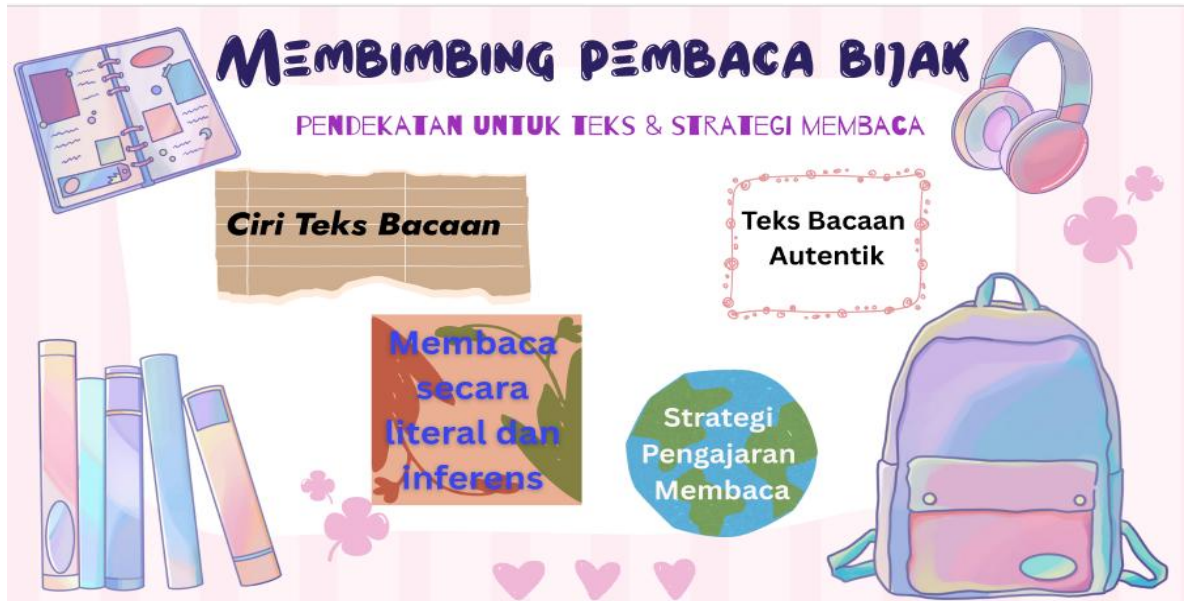 MEMBIMBING PEMBACA BIJAK
PENDEKATAN UNTUK TEKS & STRATEGI MEMBACA
Ciri Teks Bacaan
Teks Bacaan
Autentik
Membaca
secara
literal dan
inferens
Strategi
Pengajaran
Membaca